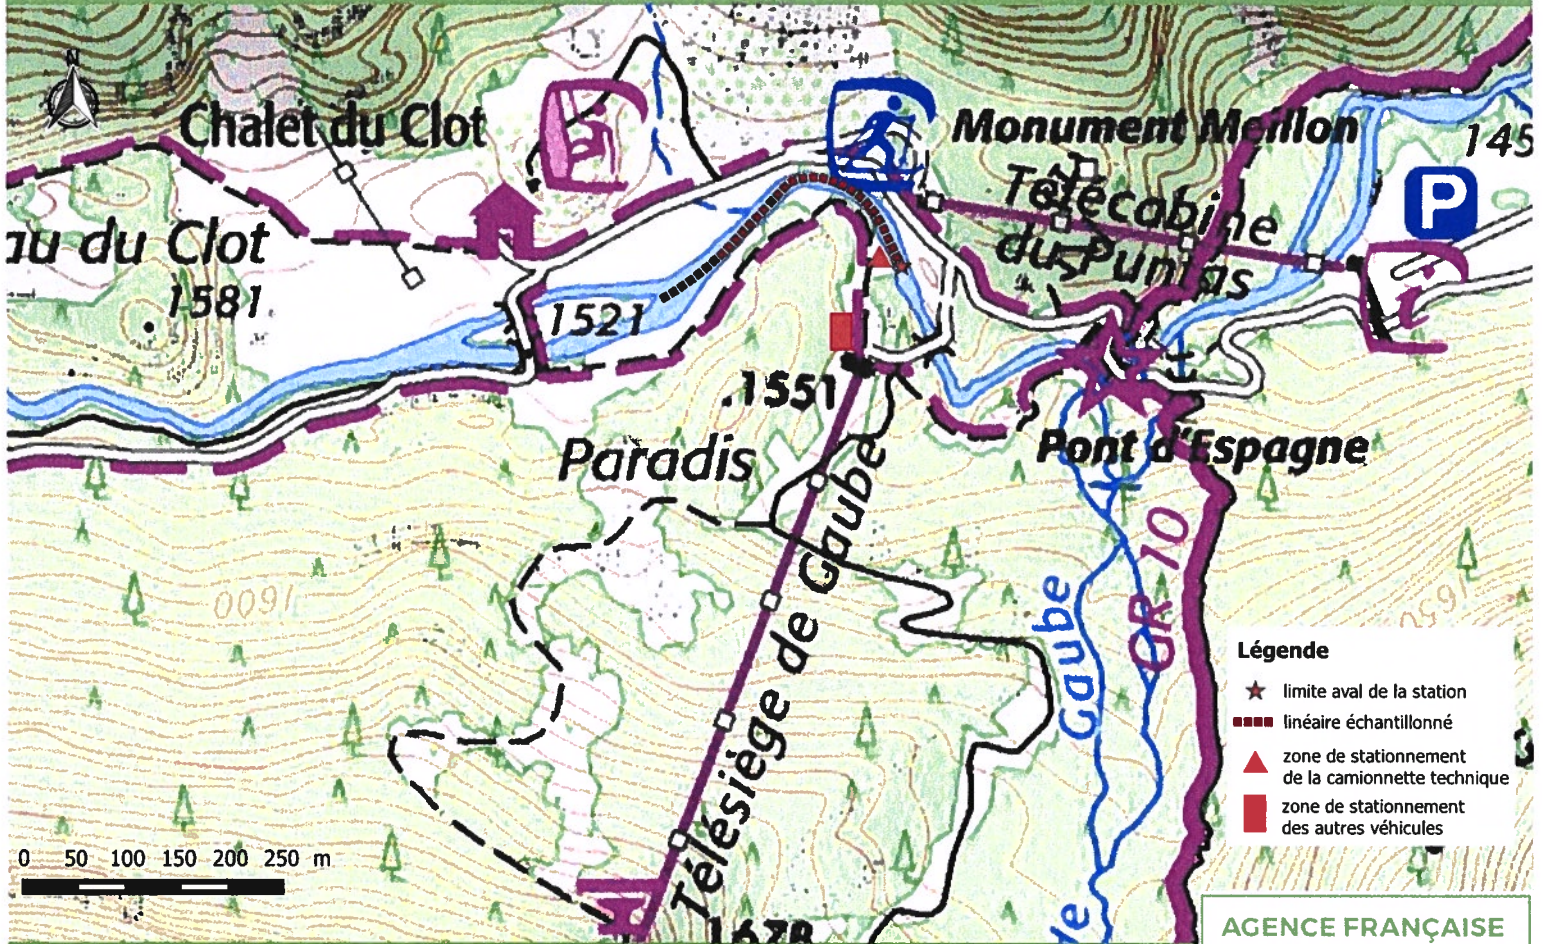 N
Chalet du Clot
Monument Meillon
145
Télécabine
du Puntas
P
au du Clot
1581
1521
.1551
Paradis
Pont d'Espagne
Télésiège de Gaube
GR 10
Gaube
de
1600
1650
1678
Légende
limite aval de la station
linéaire échantillonné
zone de stationnement
de la camionnette technique
zone de stationnement
des autres véhicules
0 50 100 150 200 250 m
AGENCE FRANÇAISE